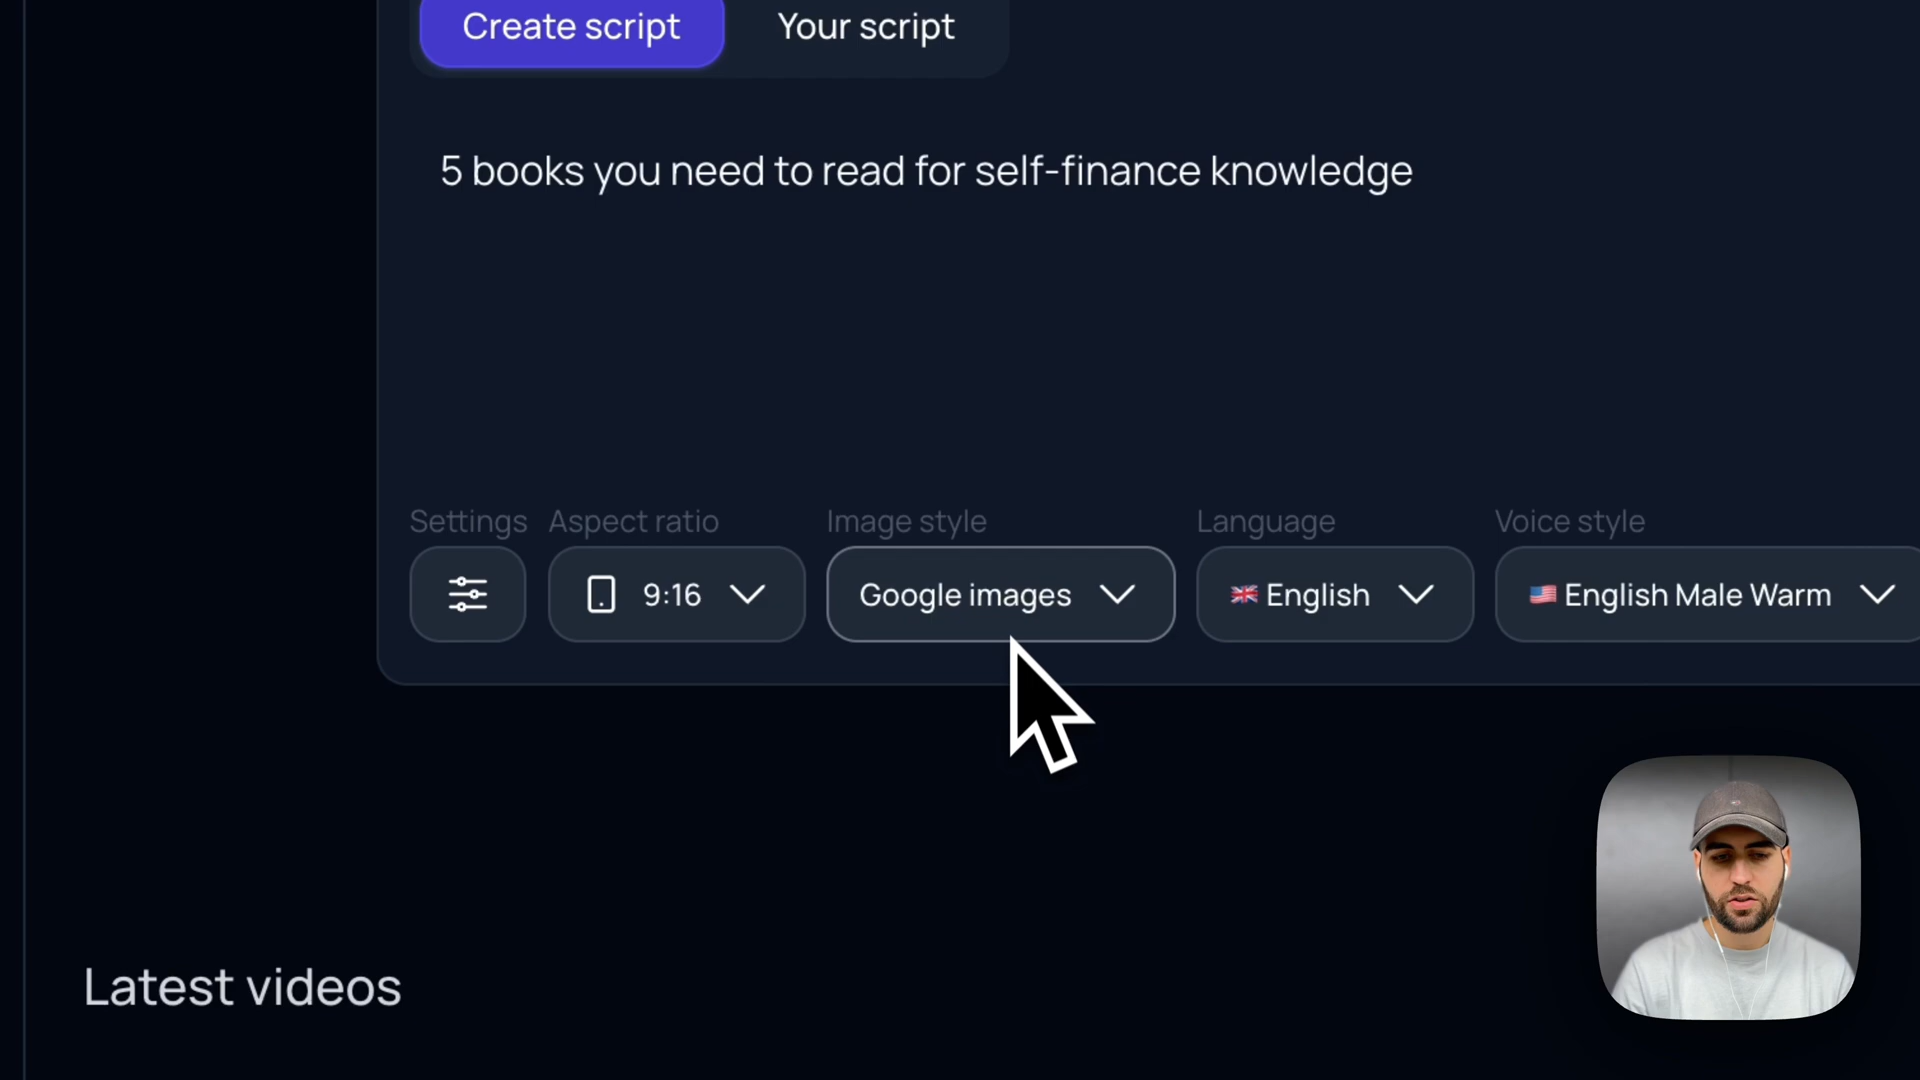 Create script Your script
5 books you need to read for self-finance knowledge
Settings Aspect ratio Image style Language Voice style
9:16 Google images English English Male Warm
Latest videos